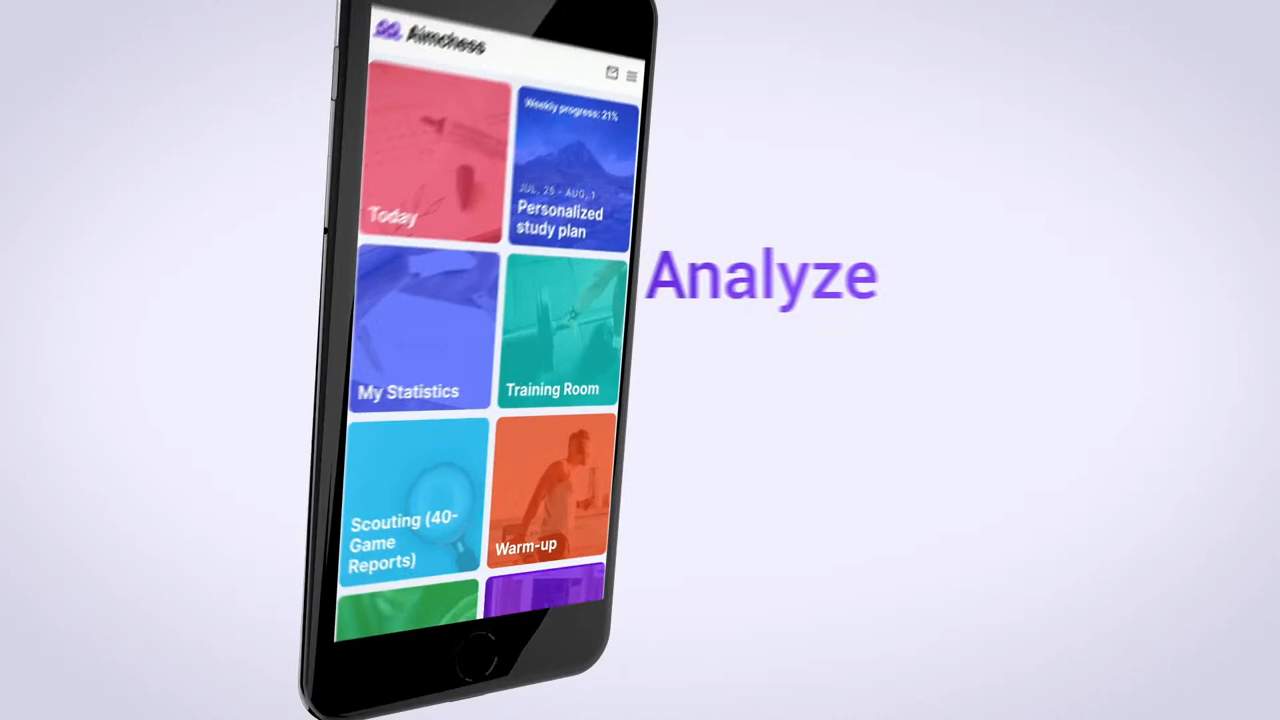 Aimchess
Weekly progress: 21%
JUL, 25 - AUG, 1
Personalized
study plan
Today
Analyze
My Statistics
Training Room
Scouting (40-
Game
Reports)
Warm-up